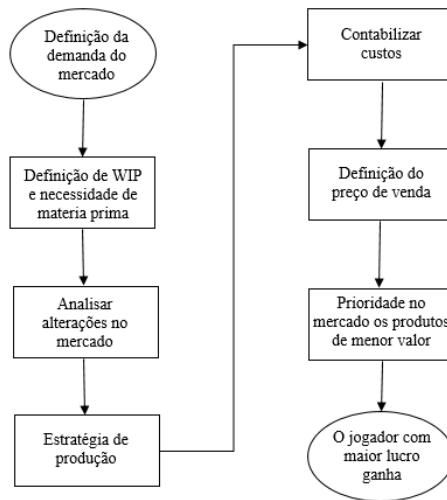 Definição da
demanda do
mercado
Definição de WIP
e necessidade de
materia prima
Analisar
alterações no
mercado
Estratégia de
produção
Contabilizar
custos
Definição do
preço de venda
Prioridade no
mercado os produtos
de menor valor
O jogador com
maior lucro
ganha